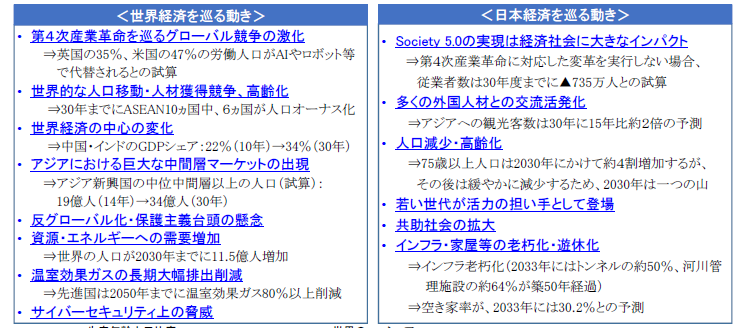 ＜世界経済を巡る動き＞
・ 第４次産業革命を巡るグローバル競争の激化
⇒英国の35％、米国の47％の労働人口がAIやロボット等
で代替されるとの試算
・ 世界的な人口移動・人材獲得競争、高齢化
⇒30年までにASEAN10ヵ国中、６ヵ国が人口オーナス化
・ 世界経済の中心の変化
⇒中国・インドのGDPシェア：22％（10年）→34％（30年）
・ アジアにおける巨大な中間層マーケットの出現
⇒アジア新興国の中位中間層以上の人口（試算）：
19億人（14年）→34億人（30年）
・ 反グローバル化・保護主義台頭の懸念
・ 資源・エネルギーへの需要増加
⇒世界の人口が2030年までに11.5億人増加
・ 温室効果ガスの長期大幅排出削減
⇒先進国は2050年までに温室効果ガス80％以上削減
・ サイバーセキュリティ上の脅威
＜日本経済を巡る動き＞
・ Society 5.0の実現は経済社会に大きなインパクト
⇒第４次産業革命に対応した変革を実行しない場合、
従業者数は30年度までに▲735万人との試算
・ 多くの外国人材との交流活発化
⇒アジアへの観光客数は30年に15年比約２倍の予測
・ 人口減少・高齢化
⇒75歳以上人口は2030年にかけて約４割増加するが、
その後は緩やかに減少するため、2030年は一つの山
・ 若い世代が活力の担い手として登場
・ 共助社会の拡大
・ インフラ・家屋等の老朽化・遊休化
⇒インフラ老朽化（2033年にはトンネルの約50％、河川管
理施設の約64％が築50年経過）
⇒空き家率が、2033年には30.2％との予測